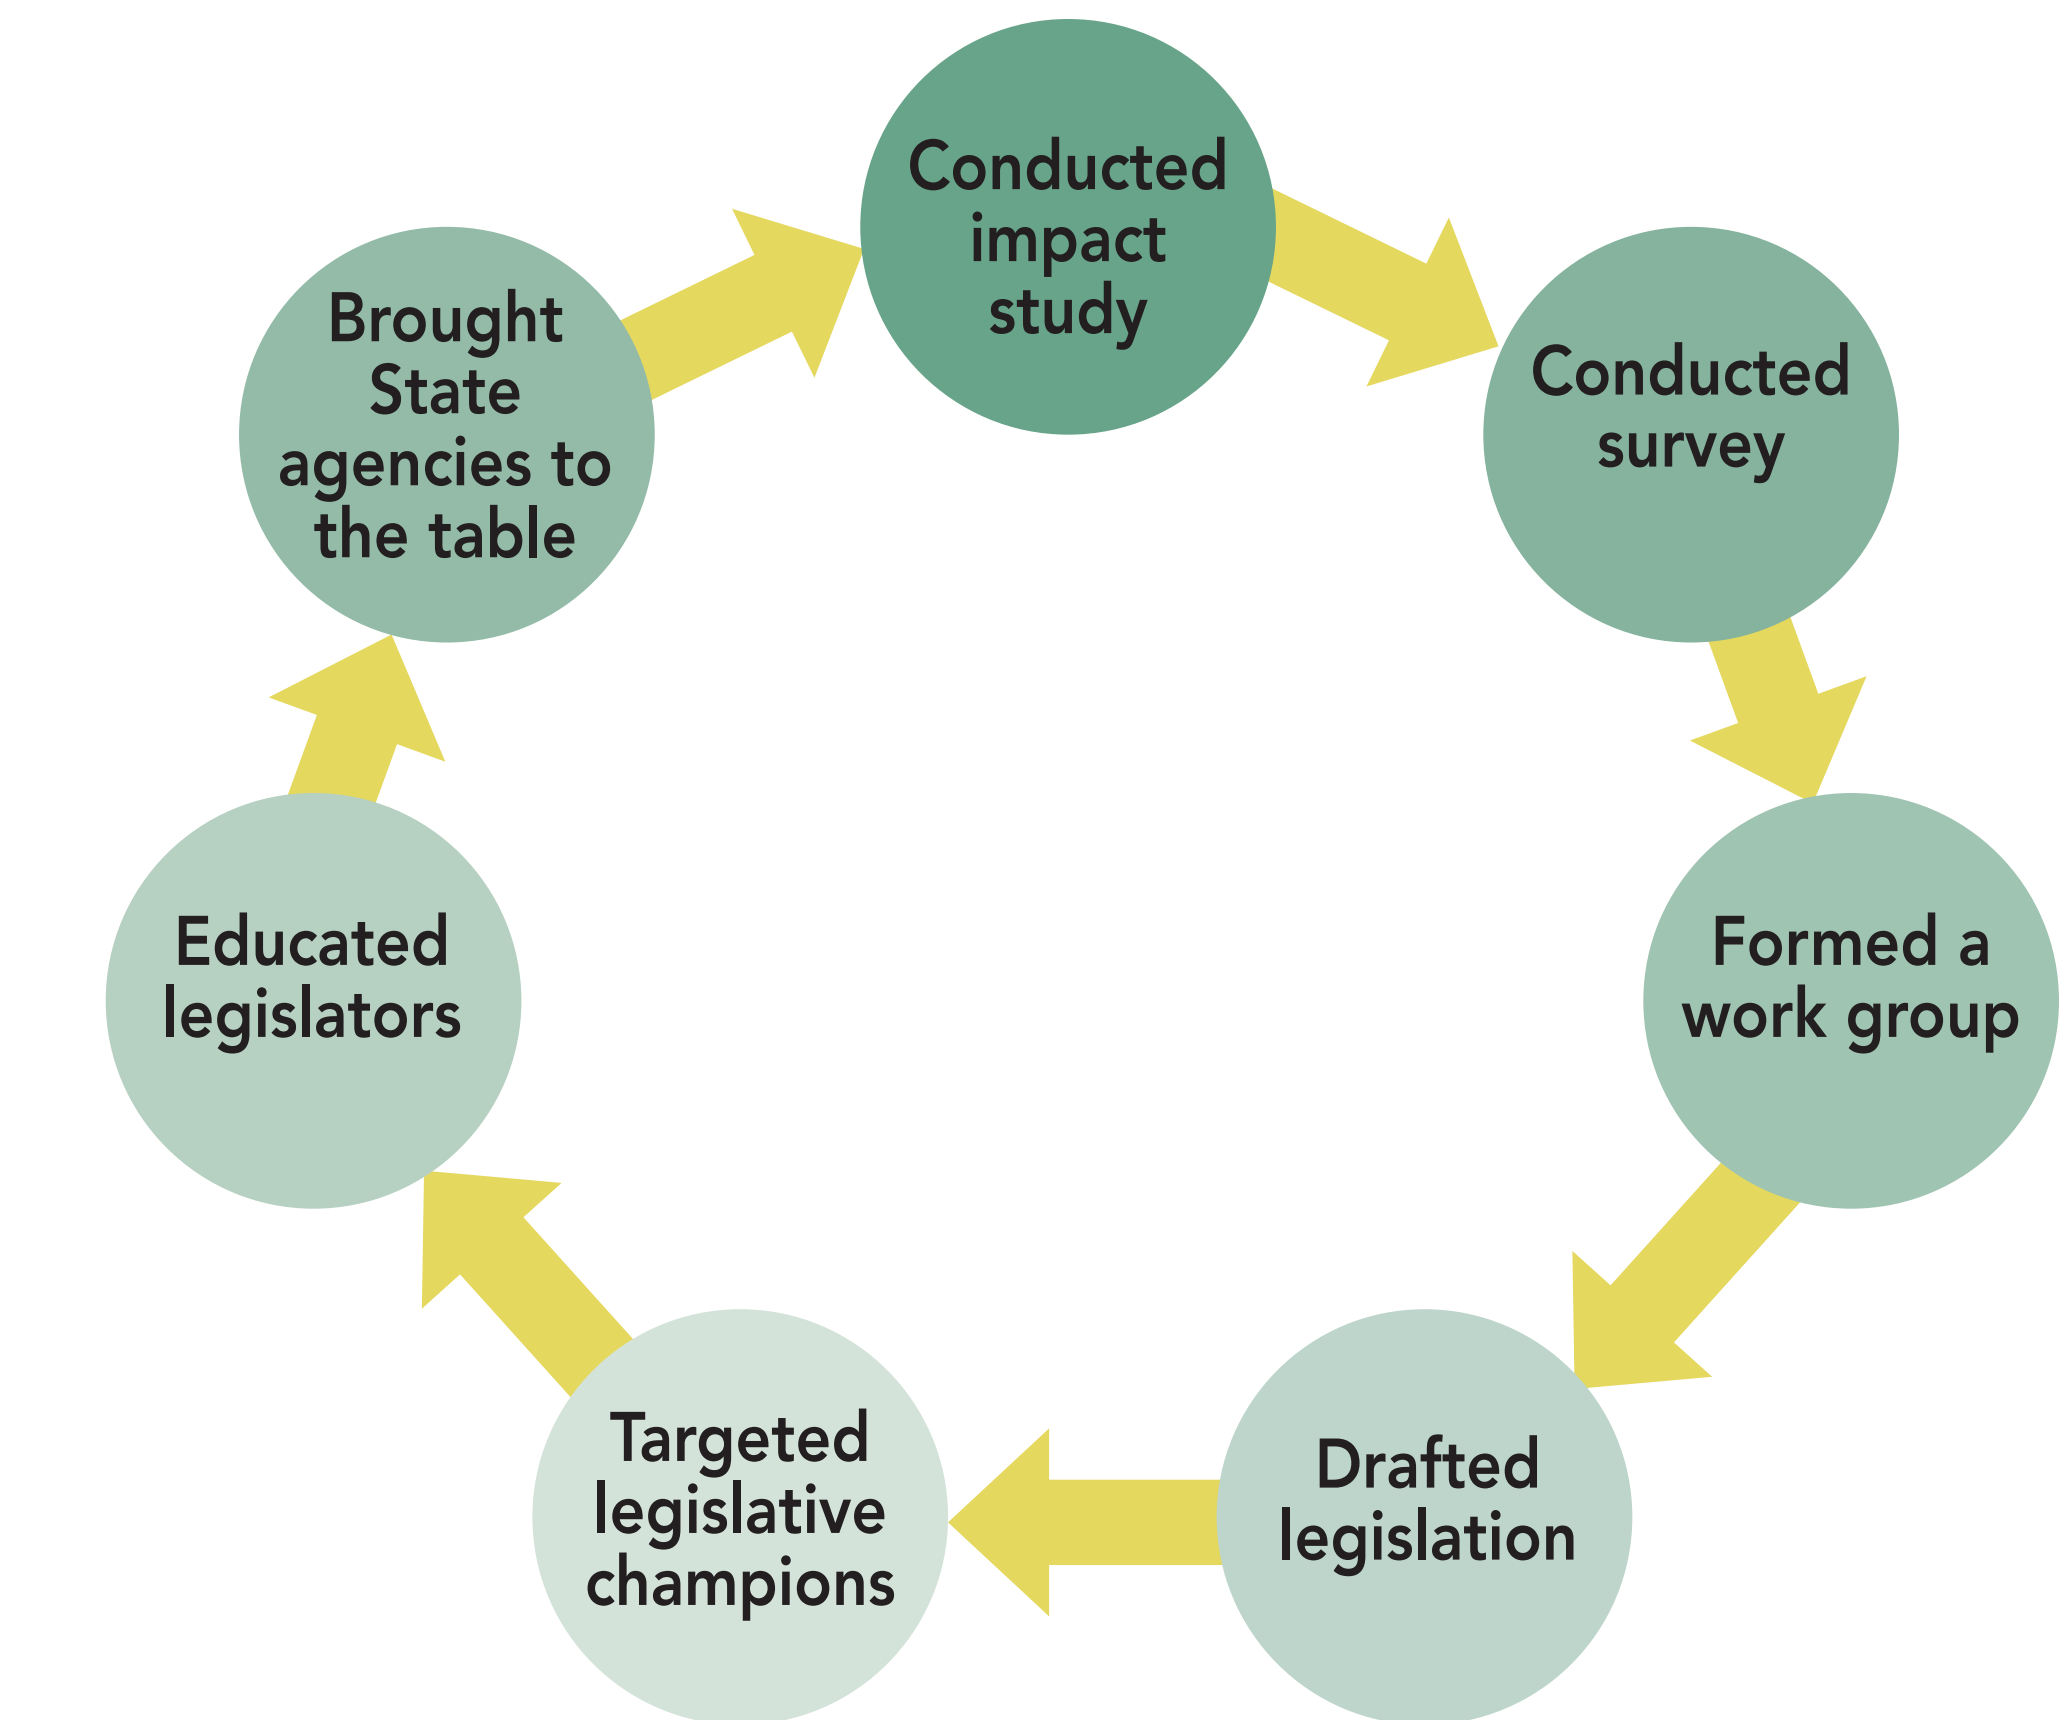 Conducted
impact
study
Conducted
survey
Formed a
work group
Drafted
legislation
Targeted
legislative
champions
Educated
legislators
Brought
State
agencies to
the table